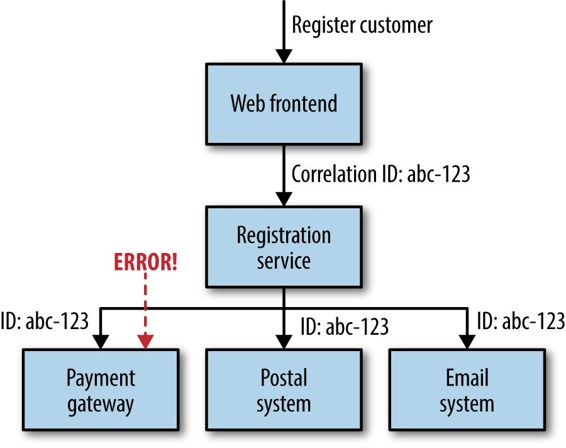 Register customer
Web frontend
Correlation ID: abc-123
Registration
service
ERROR!
ID: abc-123
ID: abc-123
ID: abc-123
Payment
gateway
Postal
system
Email
system